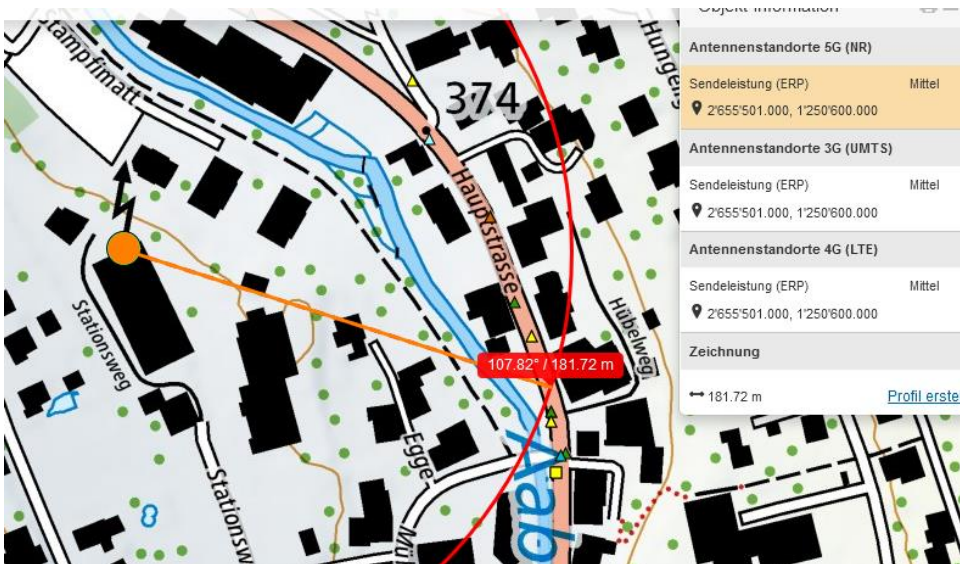 Stampfimatt
374
Hauptstrasse
Stationsweg
Hübelweg
107.82° / 181.72 m
Egge-
Aab
Objekt-Information
Antennenstandorte 5G (NR)
Sendeleistung (ERP) Mittel
2'655'501.000, 1'250'600.000
Antennenstandorte 3G (UMTS)
Sendeleistung (ERP) Mittel
2'655'501.000, 1'250'600.000
Antennenstandorte 4G (LTE)
Sendeleistung (ERP) Mittel
2'655'501.000, 1'250'600.000
Zeichnung
181.72 m Profil erste